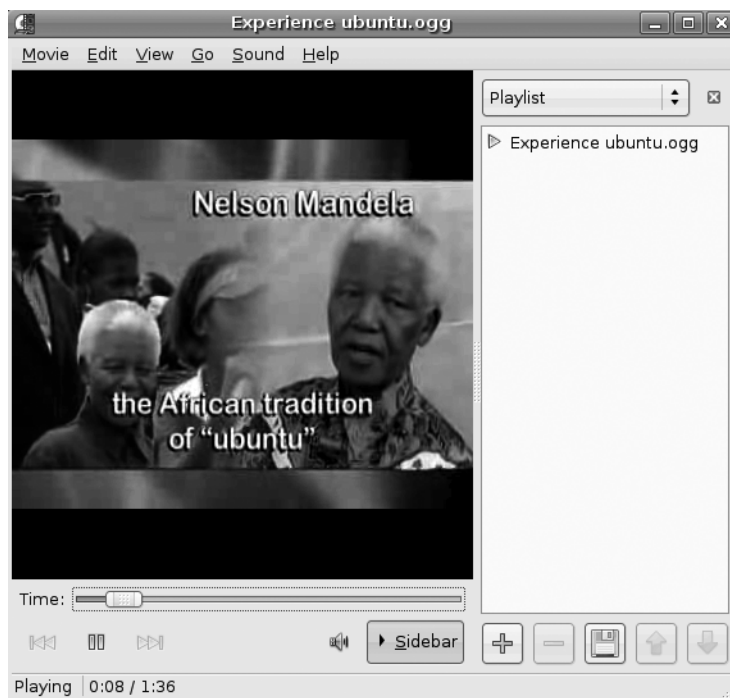 Experience ubuntu.ogg
Movie Edit View Go Sound Help
Nelson Mandela
the African tradition
of “ubuntu”
Playlist
Experience ubuntu.ogg
Time:
Sidebar
Playing 0:08 / 1:36